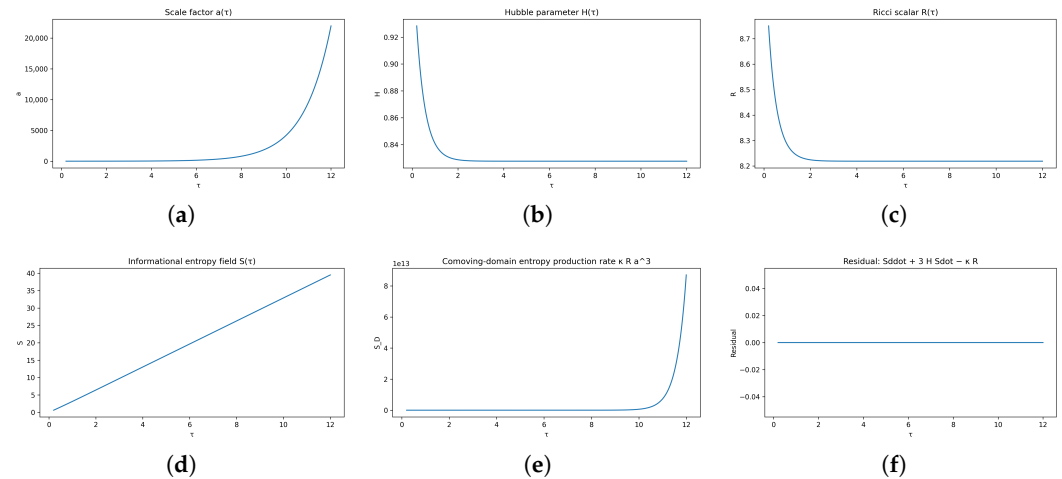 Scale factor a(τ)
20,000
15,000
10,000
5000
0
a
0 2 4 6 8 10 12
τ
(a)
Hubble parameter H(τ)
0.92
0.90
0.88
0.86
0.84
H
0 2 4 6 8 10 12
τ
(b)
Ricci scalar R(τ)
8.7
8.6
8.5
8.4
8.3
8.2
R
0 2 4 6 8 10 12
τ
(c)
Informational entropy field S(τ)
40
35
30
25
20
15
10
5
0
S
0 2 4 6 8 10 12
τ
(d)
Comoving-domain entropy production rate κ R a^3
1e13
8
6
4
2
0
S_D
0 2 4 6 8 10 12
τ
(e)
Residual: Sddot + 3 H Sdot − κ R
0.04
0.02
0.00
−0.02
−0.04
Residual
0 2 4 6 8 10 12
τ
(f)